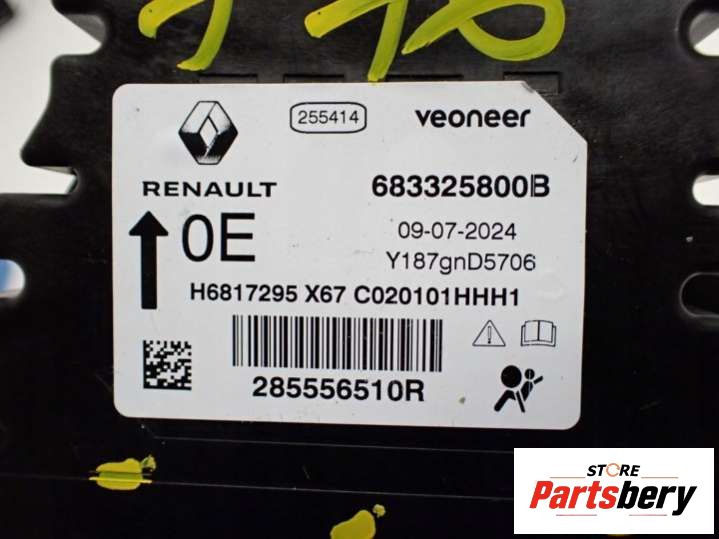 255414
veoneer
RENAULT
683325800B
0E
09-07-2024
Y187gnD5706
H6817295 X67 C020101HHH1
285556510R
STORE
Partsbery